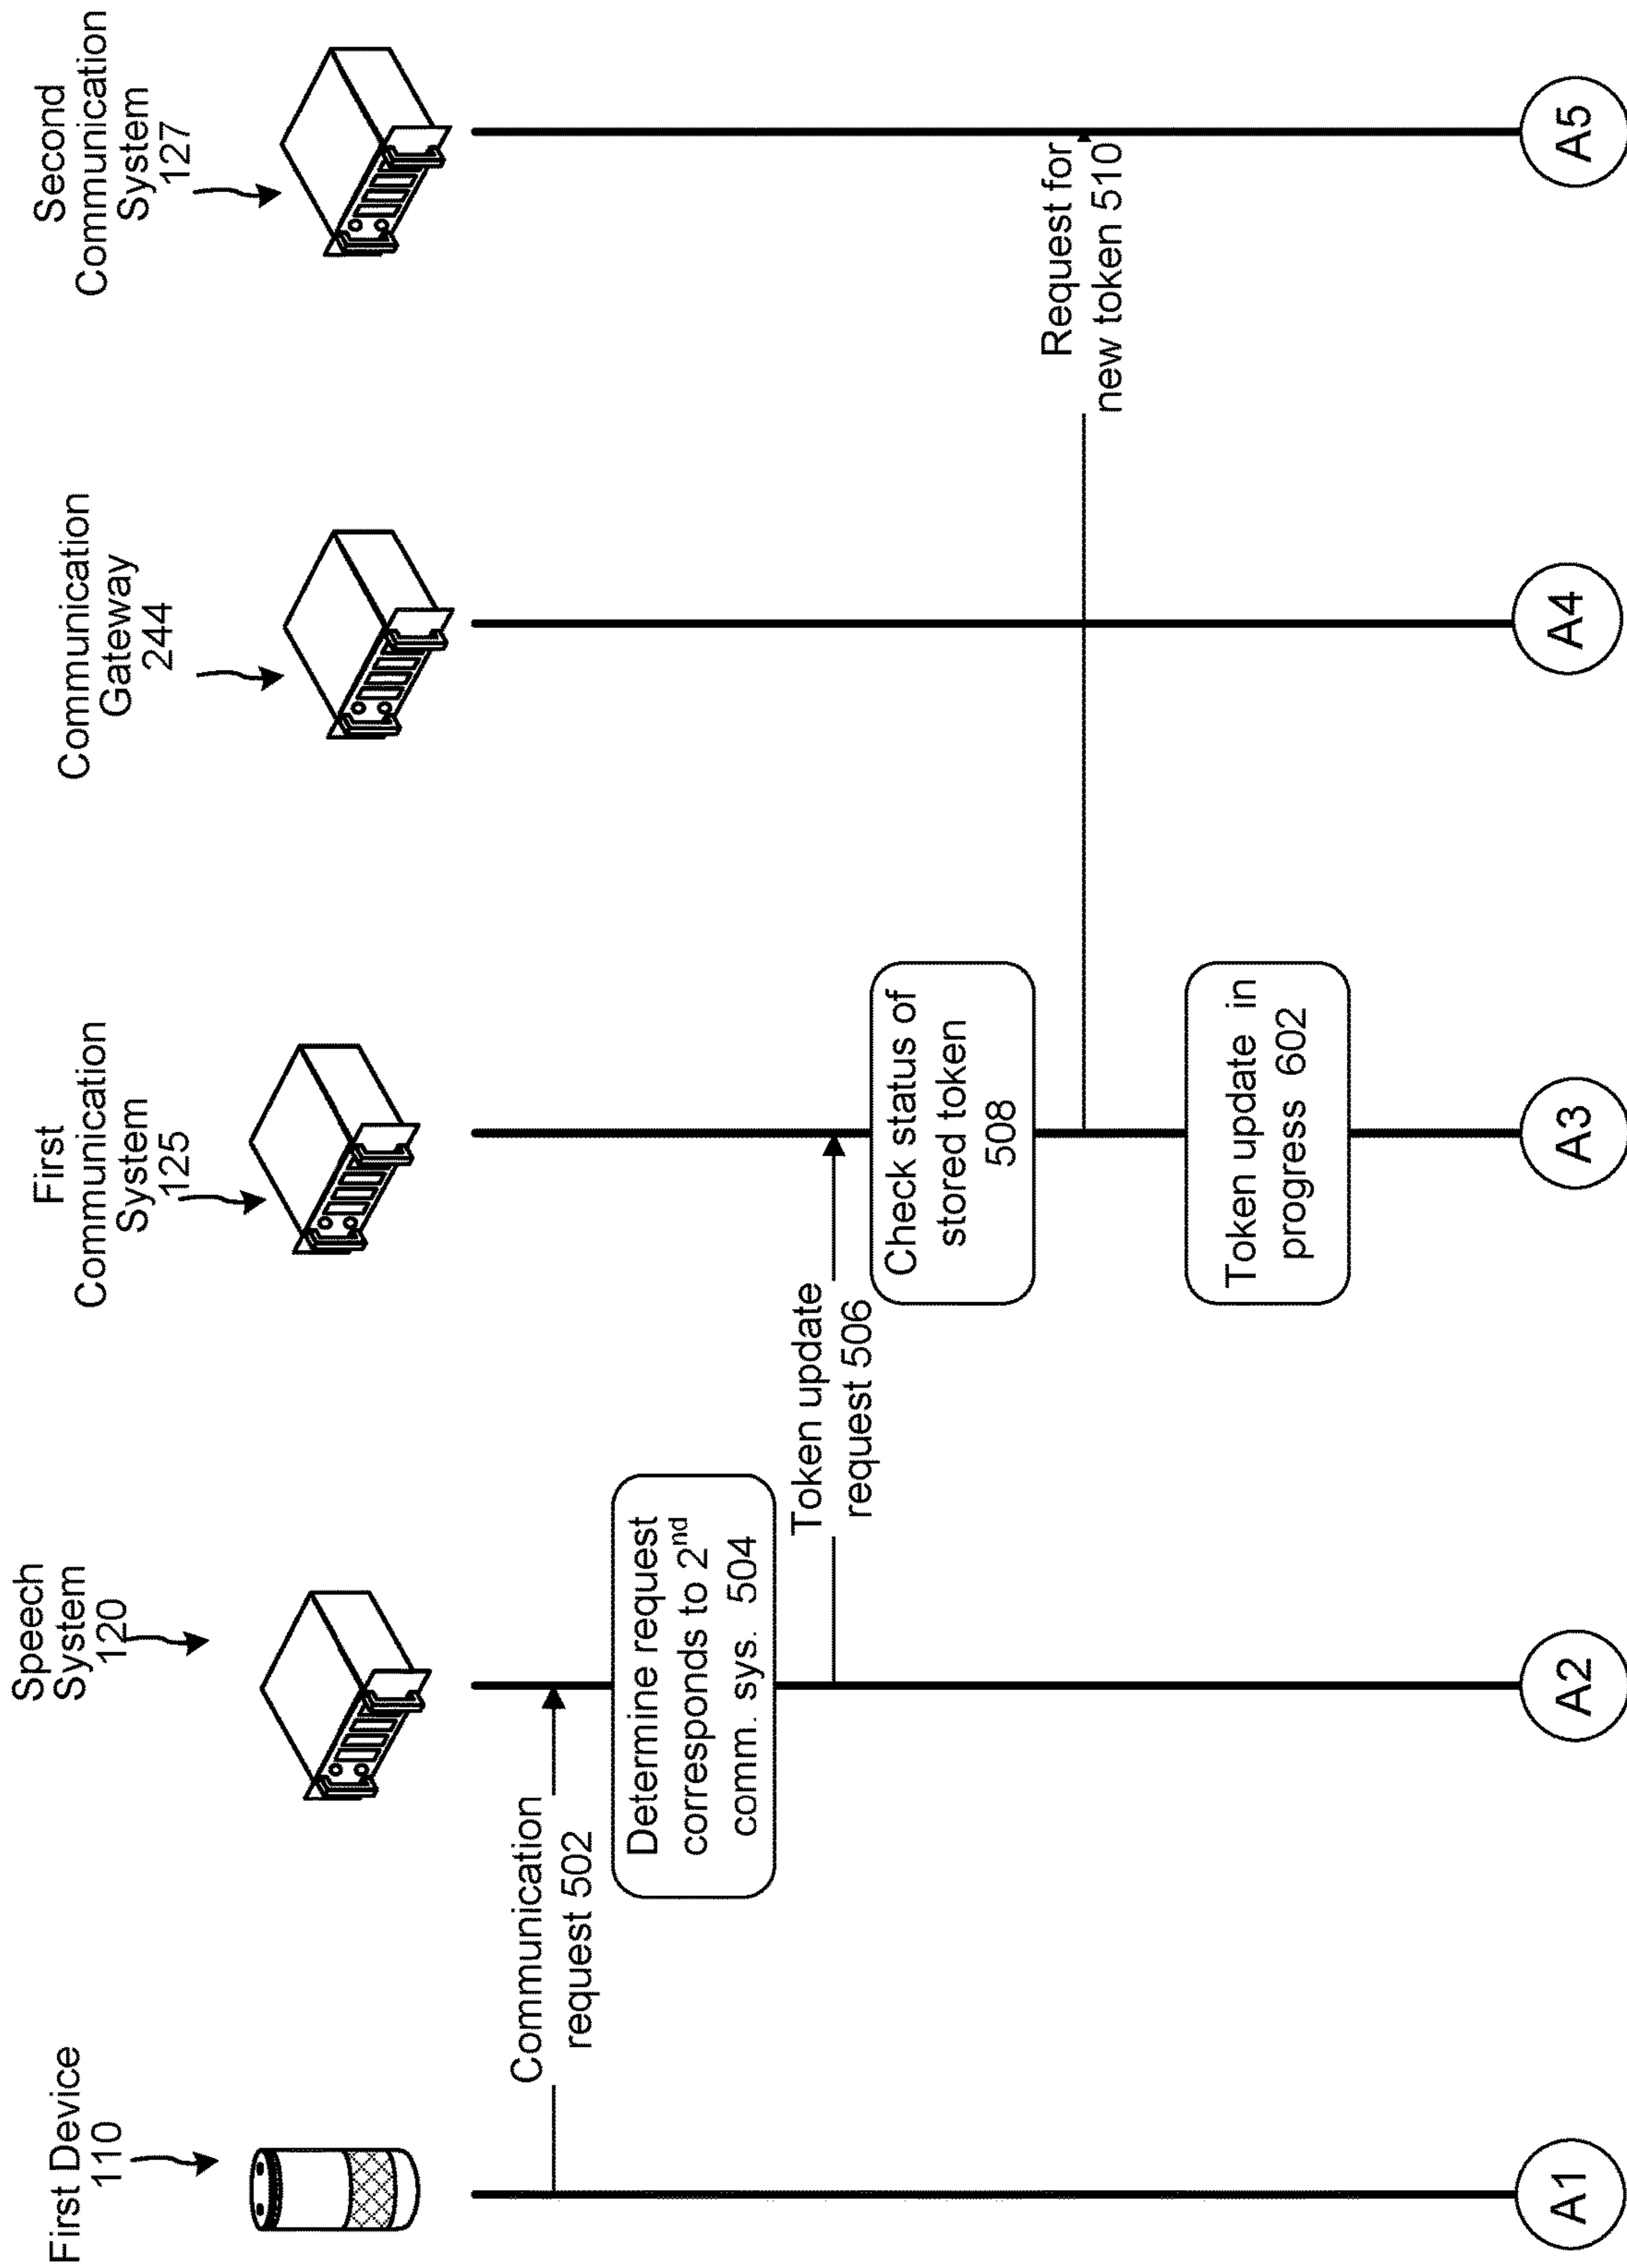 First Device
110
Speech
System
120
First
Communication
System
125
Communication
Gateway
244
Second
Communication
System
127
Communication
request 502
Determine request
corresponds to 2nd
comm. sys. 504
Token update
request 506
Check status of
stored token
508
Request for
new token 510
Token update in
progress 602
A1
A2
A3
A4
A5